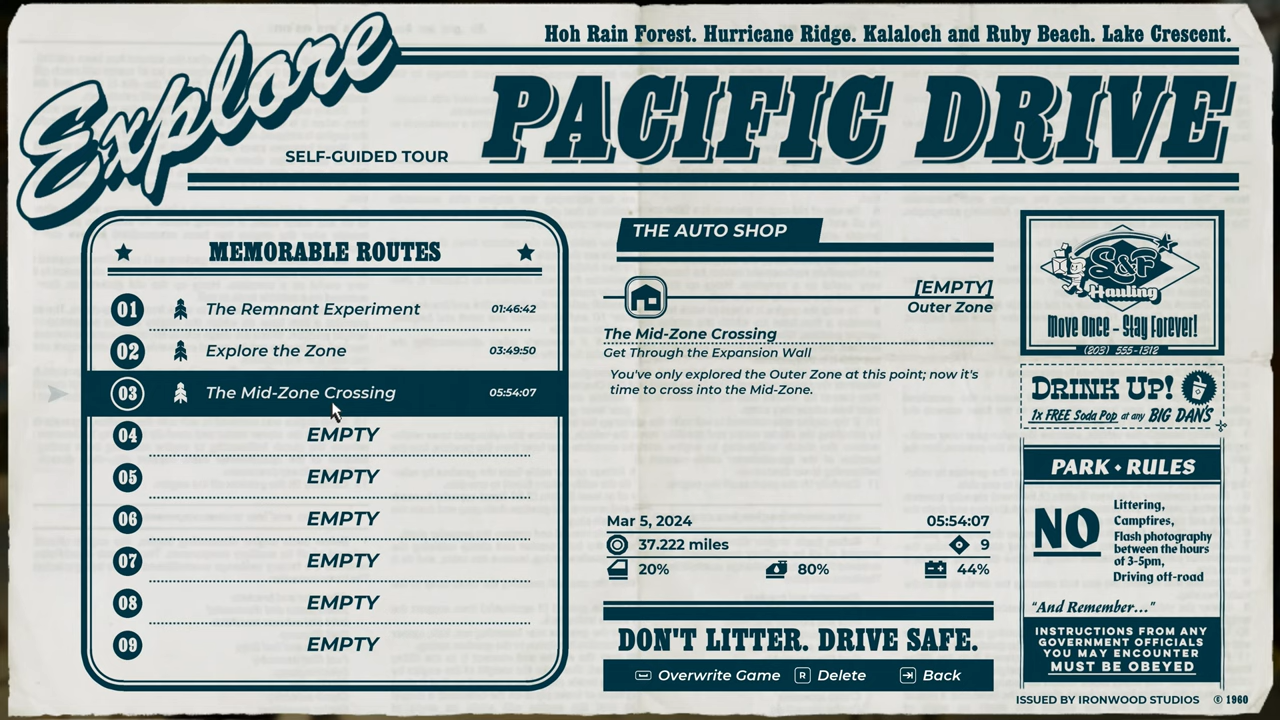 Explore
Hoh Rain Forest. Hurricane Ridge. Kalaloch and Ruby Beach. Lake Crescent.
SELF-GUIDED TOUR
PACIFIC DRIVE
MEMORABLE ROUTES
01 The Remnant Experiment 01:46:42
02 Explore the Zone 03:49:50
03 The Mid-Zone Crossing 05:54:07
04 EMPTY
05 EMPTY
06 EMPTY
07 EMPTY
08 EMPTY
09 EMPTY
THE AUTO SHOP
[EMPTY]
Outer Zone
The Mid-Zone Crossing
Get Through the Expansion Wall
You've only explored the Outer Zone at this point; now it's
time to cross into the Mid-Zone.
Mar 5, 2024 05:54:07
37.222 miles 9
20% 80% 44%
DON'T LITTER. DRIVE SAFE.
Overwrite Game R Delete Back
S&F
Hauling
Move Once - Stay Forever!
(203) 555-1312
DRINK UP!
1x FREE Soda Pop at any BIG DAN'S
PARK • RULES
NO
Littering,
Campfires,
Flash photography
between the hours
of 3-5pm,
Driving off-road
"And Remember..."
INSTRUCTIONS FROM ANY
GOVERNMENT OFFICIALS
YOU MAY ENCOUNTER
MUST BE OBEYED
ISSUED BY IRONWOOD STUDIOS © 1960